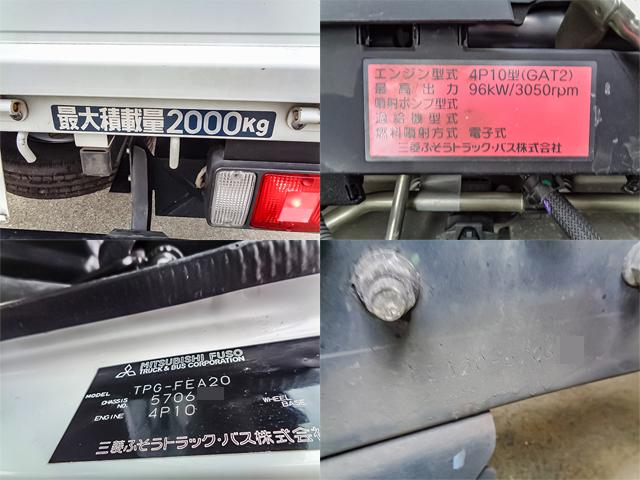 最大積載量2000Kg
エンジン型式 4P10型(GAT2)
最高出力 96kW/3050rpm
噴射ポンプ型式
過給機型式
燃料噴射方式 電子式
三菱ふそうトラック・バス株式会社
MITSUBISHI FUSO
TRUCK & BUS CORPORATION
MODEL TPG-FEA20
CHASSIS NO. 5706
WHEEL BASE
ENGINE 4P10
三菱ふそうトラック・バス株式会社